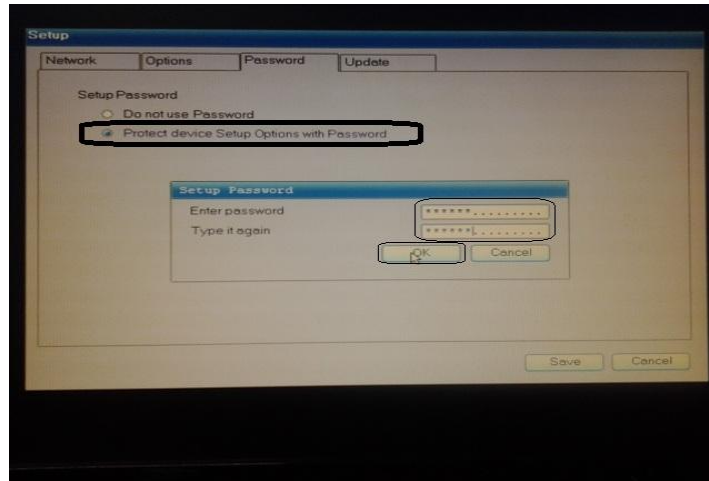 Setup
Network Options Password Update
Setup Password
Do not use Password
Protect device Setup Options with Password
Setup Password
Enter password ******.........
Type it again ******.........
OK Cancel
Save Cancel